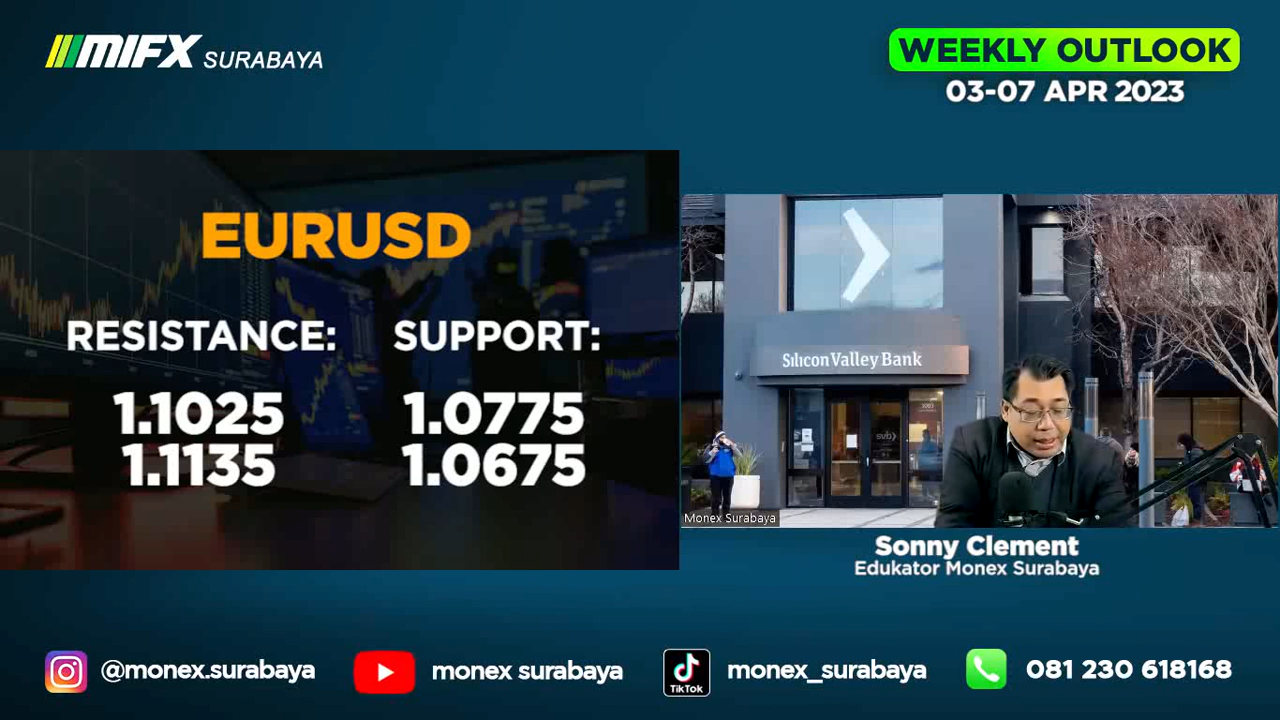 MIFX SURABAYA
WEEKLY OUTLOOK
03-07 APR 2023
EURUSD
RESISTANCE:
1.1025
1.1135
SUPPORT:
1.0775
1.0675
Silicon Valley Bank
svb
Monex Surabaya
Sonny Clement
Edukator Monex Surabaya
@monex.surabaya
monex surabaya
TikTok
monex_surabaya
081 230 618168